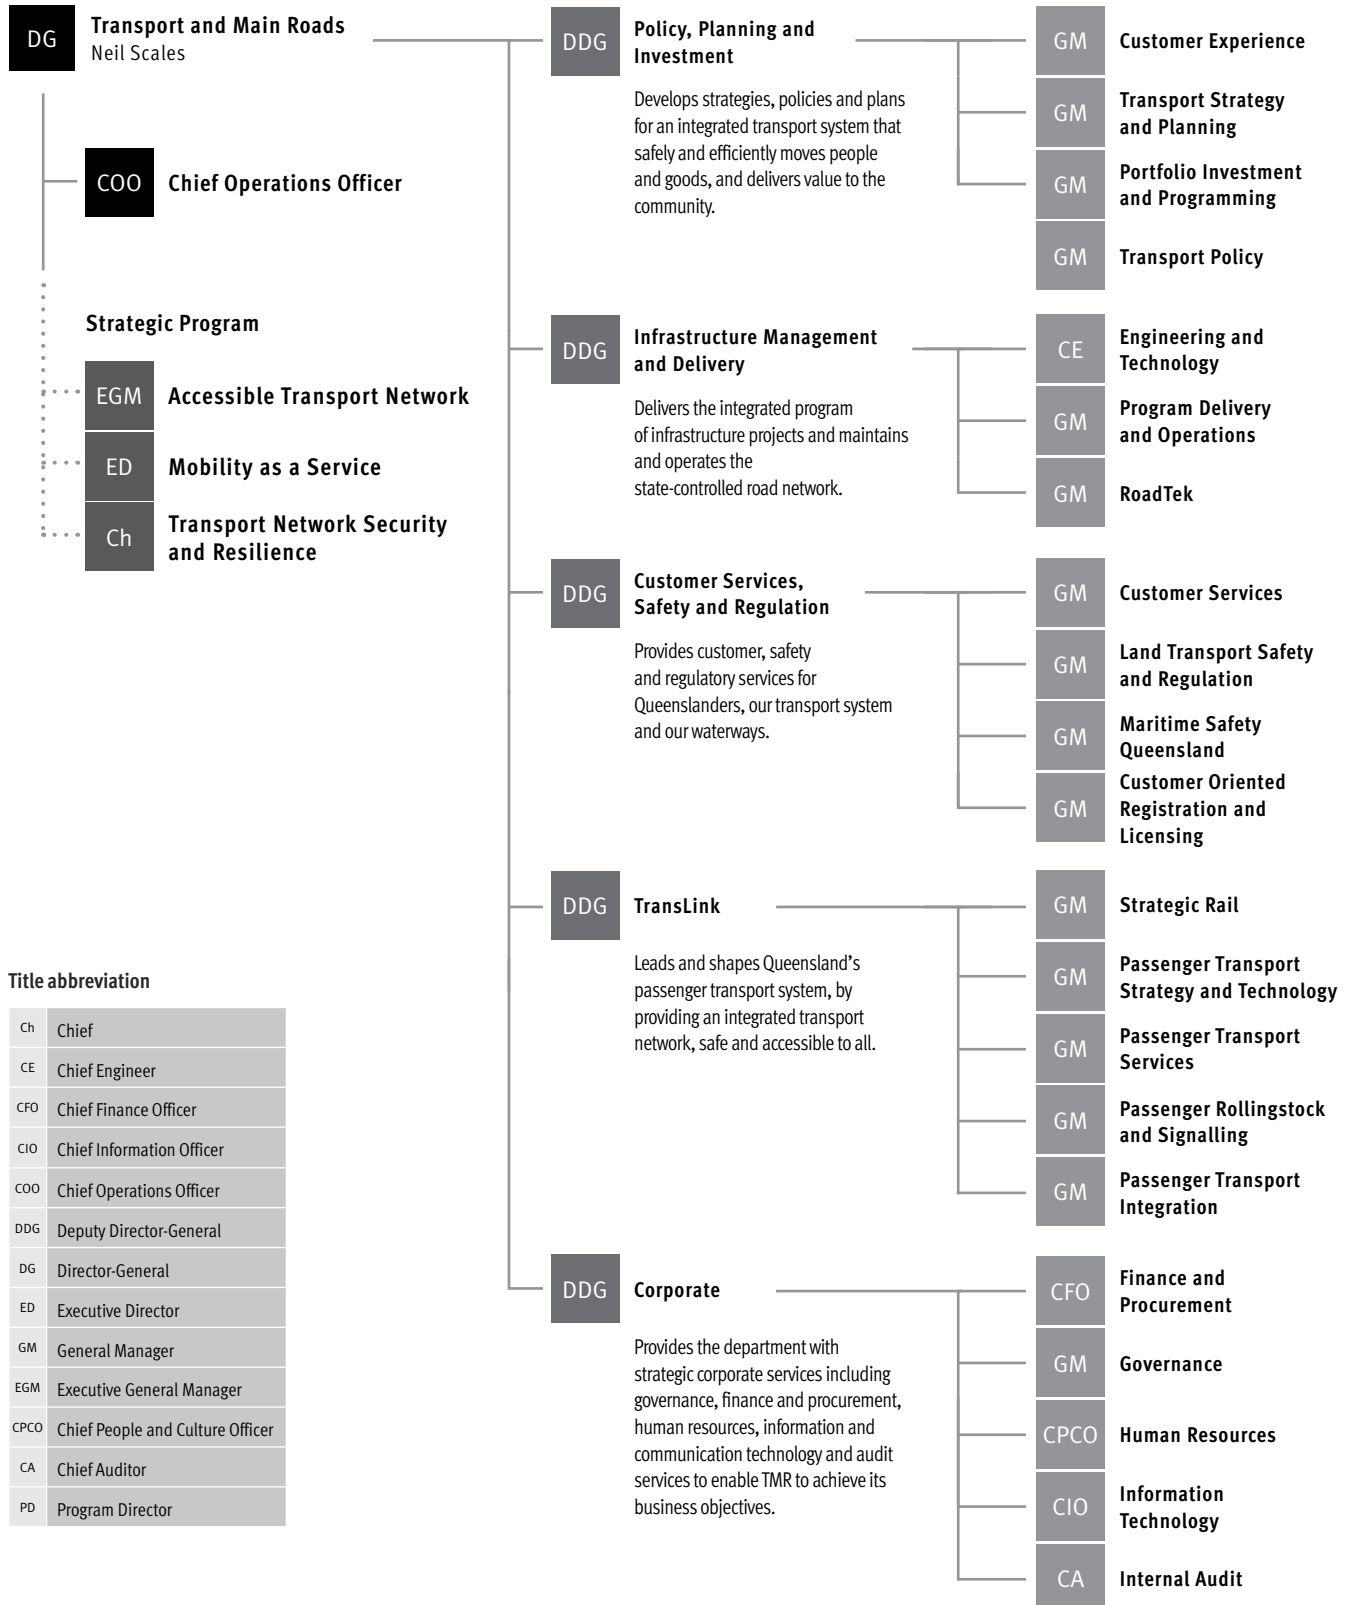 DG
Transport and Main Roads
Neil Scales
COO
Chief Operations Officer
Strategic Program
EGM
Accessible Transport Network
ED
Mobility as a Service
Ch
Transport Network Security
and Resilience
DDG
Policy, Planning and
Investment
Develops strategies, policies and plans
for an integrated transport system that
safely and efficiently moves people
and goods, and delivers value to the
community.
GM
Customer Experience
GM
Transport Strategy
and Planning
GM
Portfolio Investment
and Programming
GM
Transport Policy
DDG
Infrastructure Management
and Delivery
Delivers the integrated program
of infrastructure projects and maintains
and operates the
state-controlled road network.
CE
Engineering and
Technology
GM
Program Delivery
and Operations
GM
RoadTek
DDG
Customer Services,
Safety and Regulation
Provides customer, safety
and regulatory services for
Queenslanders, our transport system
and our waterways.
GM
Customer Services
GM
Land Transport Safety
and Regulation
GM
Maritime Safety
Queensland
GM
Customer Oriented
Registration and
Licensing
DDG
TransLink
Leads and shapes Queensland's
passenger transport system, by
providing an integrated transport
network, safe and accessible to all.
GM
Strategic Rail
GM
Passenger Transport
Strategy and Technology
GM
Passenger Transport
Services
GM
Passenger Rollingstock
and Signalling
GM
Passenger Transport
Integration
DDG
Corporate
Provides the department with
strategic corporate services including
governance, finance and procurement,
human resources, information and
communication technology and audit
services to enable TMR to achieve its
business objectives.
CFO
Finance and
Procurement
GM
Governance
CPCO
Human Resources
CIO
Information
Technology
CA
Internal Audit
Title abbreviation
Ch Chief
CE Chief Engineer
CFO Chief Finance Officer
CIO Chief Information Officer
COO Chief Operations Officer
DDG Deputy Director-General
DG Director-General
ED Executive Director
GM General Manager
EGM Executive General Manager
CPCO Chief People and Culture Officer
CA Chief Auditor
PD Program Director